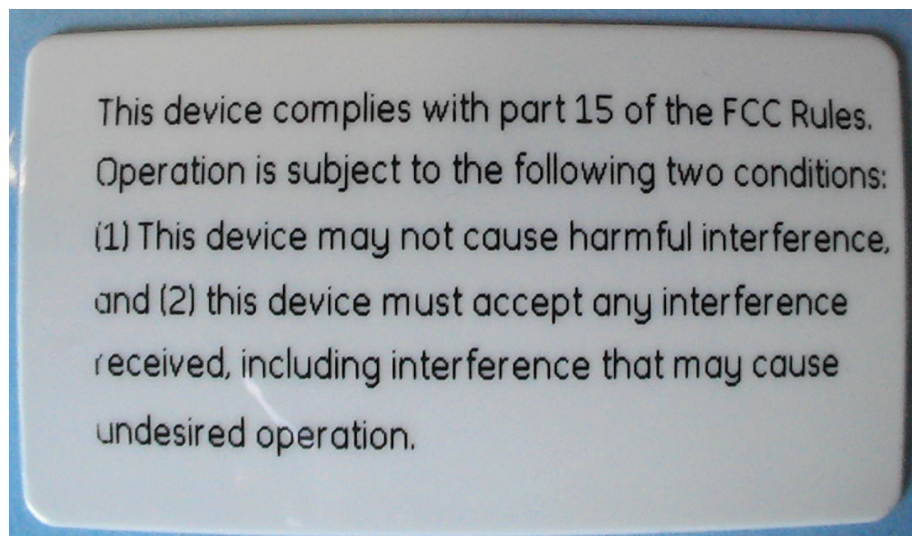 This device complies with part 15 of the FCC Rules.
Operation is subject to the following two conditions:
(1) This device may not cause harmful interference,
and (2) this device must accept any interference
received, including interference that may cause
undesired operation.